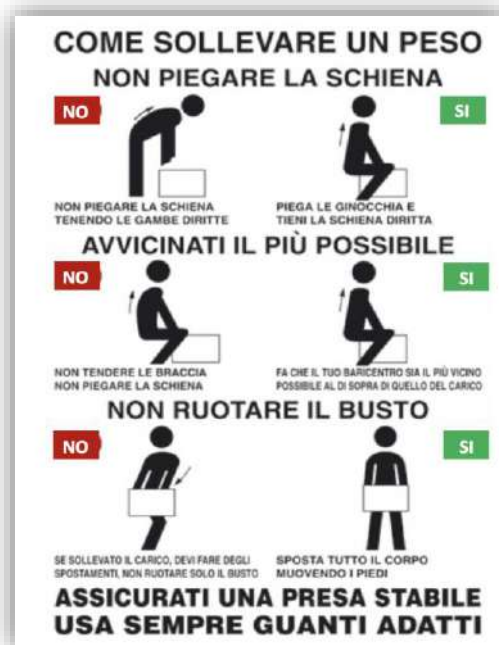 COME SOLLEVARE UN PESO
NON PIEGARE LA SCHIENA
NO
SI
NON PIEGARE LA SCHIENA
TENENDO LE GAMBE DIRITTE
PIEGA LE GINOCCHIA E
TIENI LA SCHIENA DIRITTA
AVVICINATI IL PIÙ POSSIBILE
NO
SI
NON TENDERE LE BRACCIA
NON PIEGARE LA SCHIENA
FA CHE IL TUO BARICENTRO SIA IL PIÙ VICINO
POSSIBILE AL DI SOPRA DI QUELLO DEL CARICO
NON RUOTARE IL BUSTO
NO
SI
SE SOLLEVATO IL CARICO, DEVI FARE DEGLI
SPOSTAMENTI, NON RUOTARE SOLO IL BUSTO
SPOSTA TUTTO IL CORPO
MUOVENDO I PIEDI
ASSICURATI UNA PRESA STABILE
USA SEMPRE GUANTI ADATTI